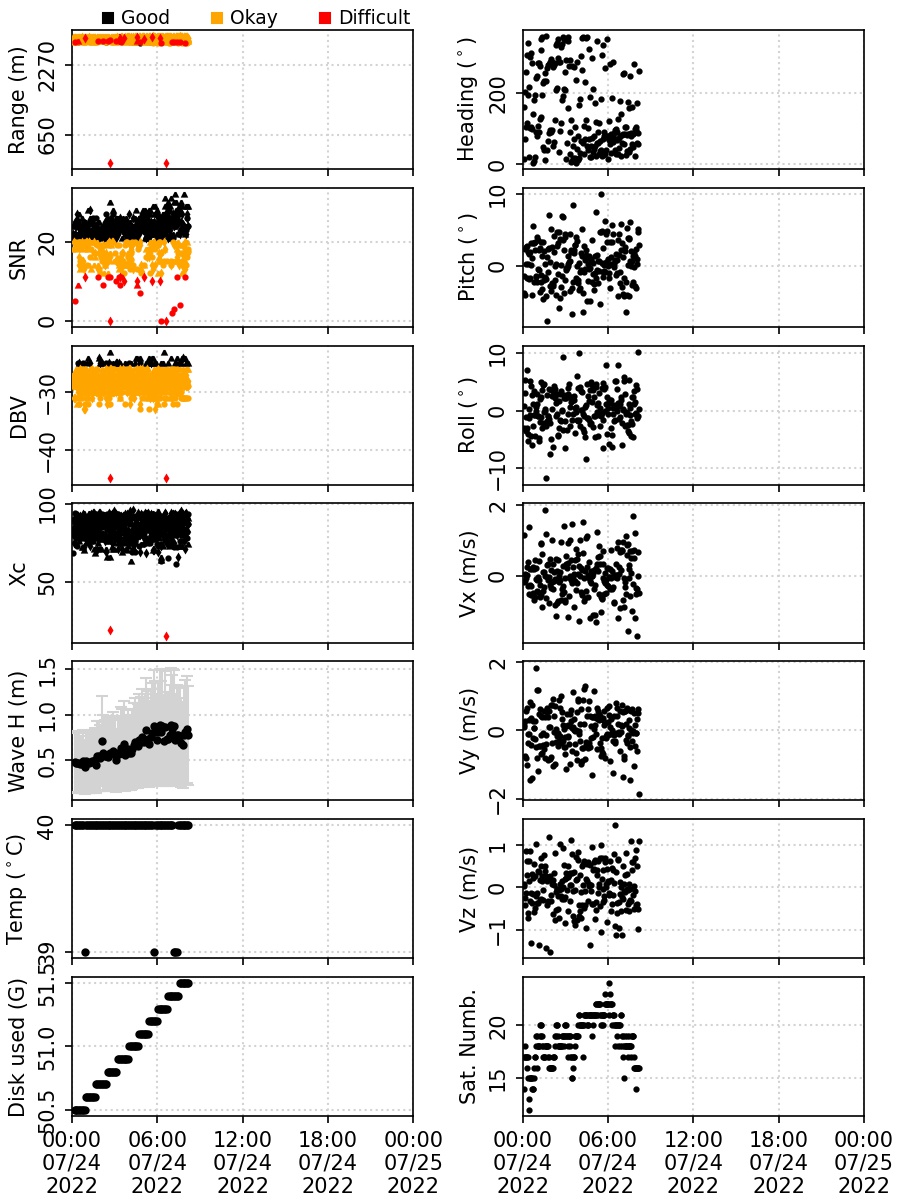 Good Okay Difficult
Range (m)
2270
650
Heading (°)
200
0
SNR
20
0
Pitch (°)
10
0
DBV
−30
−40
Roll (°)
10
0
−10
Xc
100
50
Vx (m/s)
2
0
Wave H (m)
1.5
1.0
0.5
Vy (m/s)
2
0
−2
Temp (°C)
40
39
Vz (m/s)
1
0
−1
Disk used (G)
51.5
51.0
50.5
Sat. Numb.
20
15
00:00 06:00 12:00 18:00 00:00
07/24 07/24 07/24 07/24 07/25
2022 2022 2022 2022 2022
00:00 06:00 12:00 18:00 00:00
07/24 07/24 07/24 07/24 07/25
2022 2022 2022 2022 2022